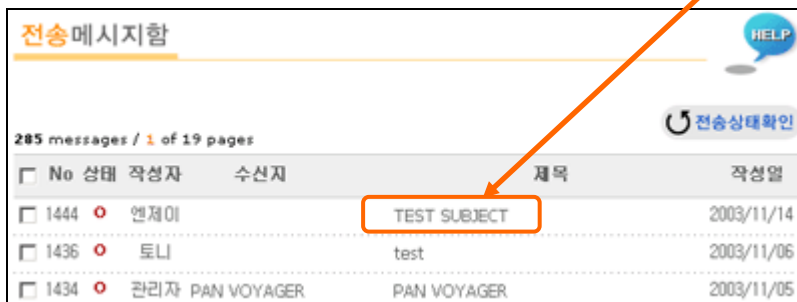 전송메시지함
HELP
전송상태확인
285 messages / 1 of 19 pages
No 상태 작성자 수신지 제목 작성일
1444 O 엔제이 TEST SUBJECT 2003/11/14
1436 O 토니 test 2003/11/06
1434 O 관리자 PAN VOYAGER PAN VOYAGER 2003/11/05